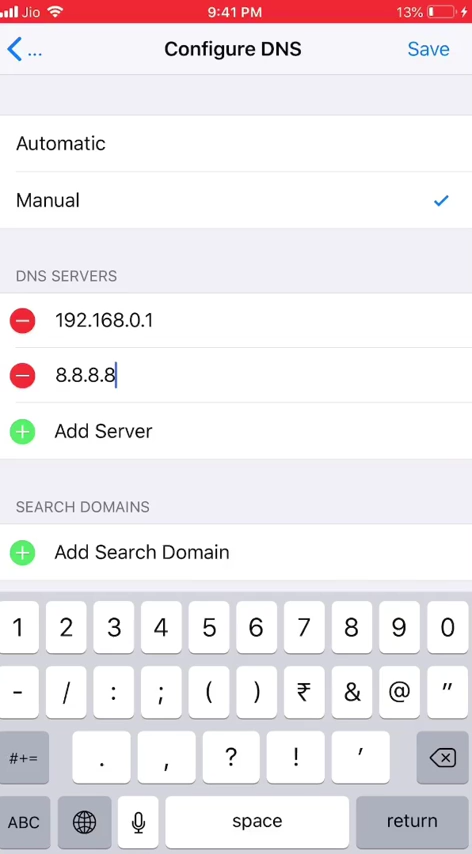 Jio 9:41 PM 13%
... Configure DNS Save
Automatic
Manual
DNS SERVERS
192.168.0.1
8.8.8.8
Add Server
SEARCH DOMAINS
Add Search Domain
1 2 3 4 5 6 7 8 9 0
- / : ; ( ) ₹ & @ "
#+= . , ? ! '
ABC space return